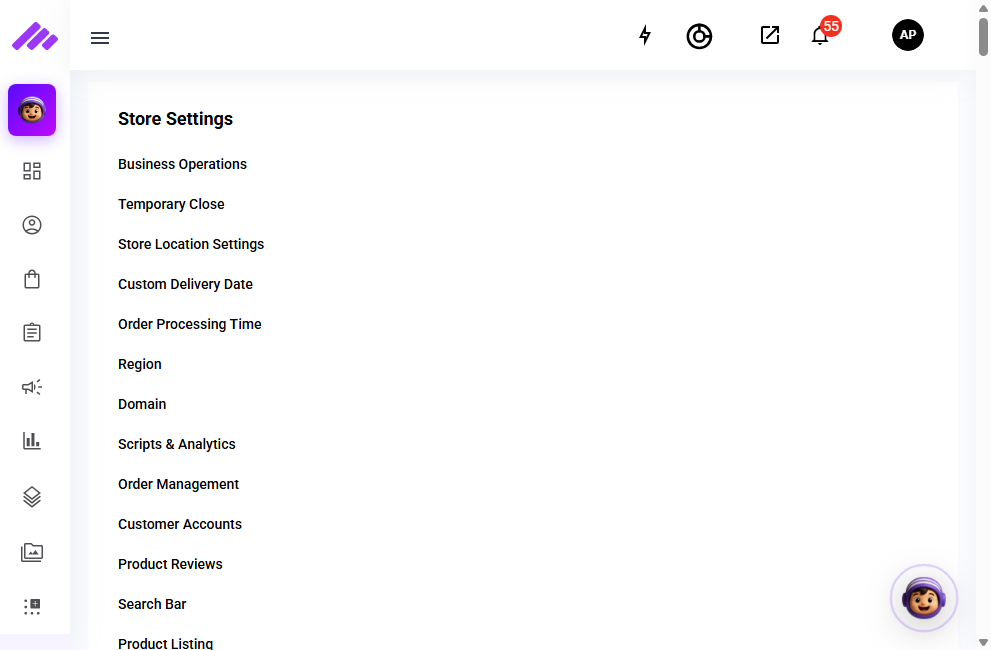 55
AP
Store Settings
Business Operations
Temporary Close
Store Location Settings
Custom Delivery Date
Order Processing Time
Region
Domain
Scripts & Analytics
Order Management
Customer Accounts
Product Reviews
Search Bar
Product Listing